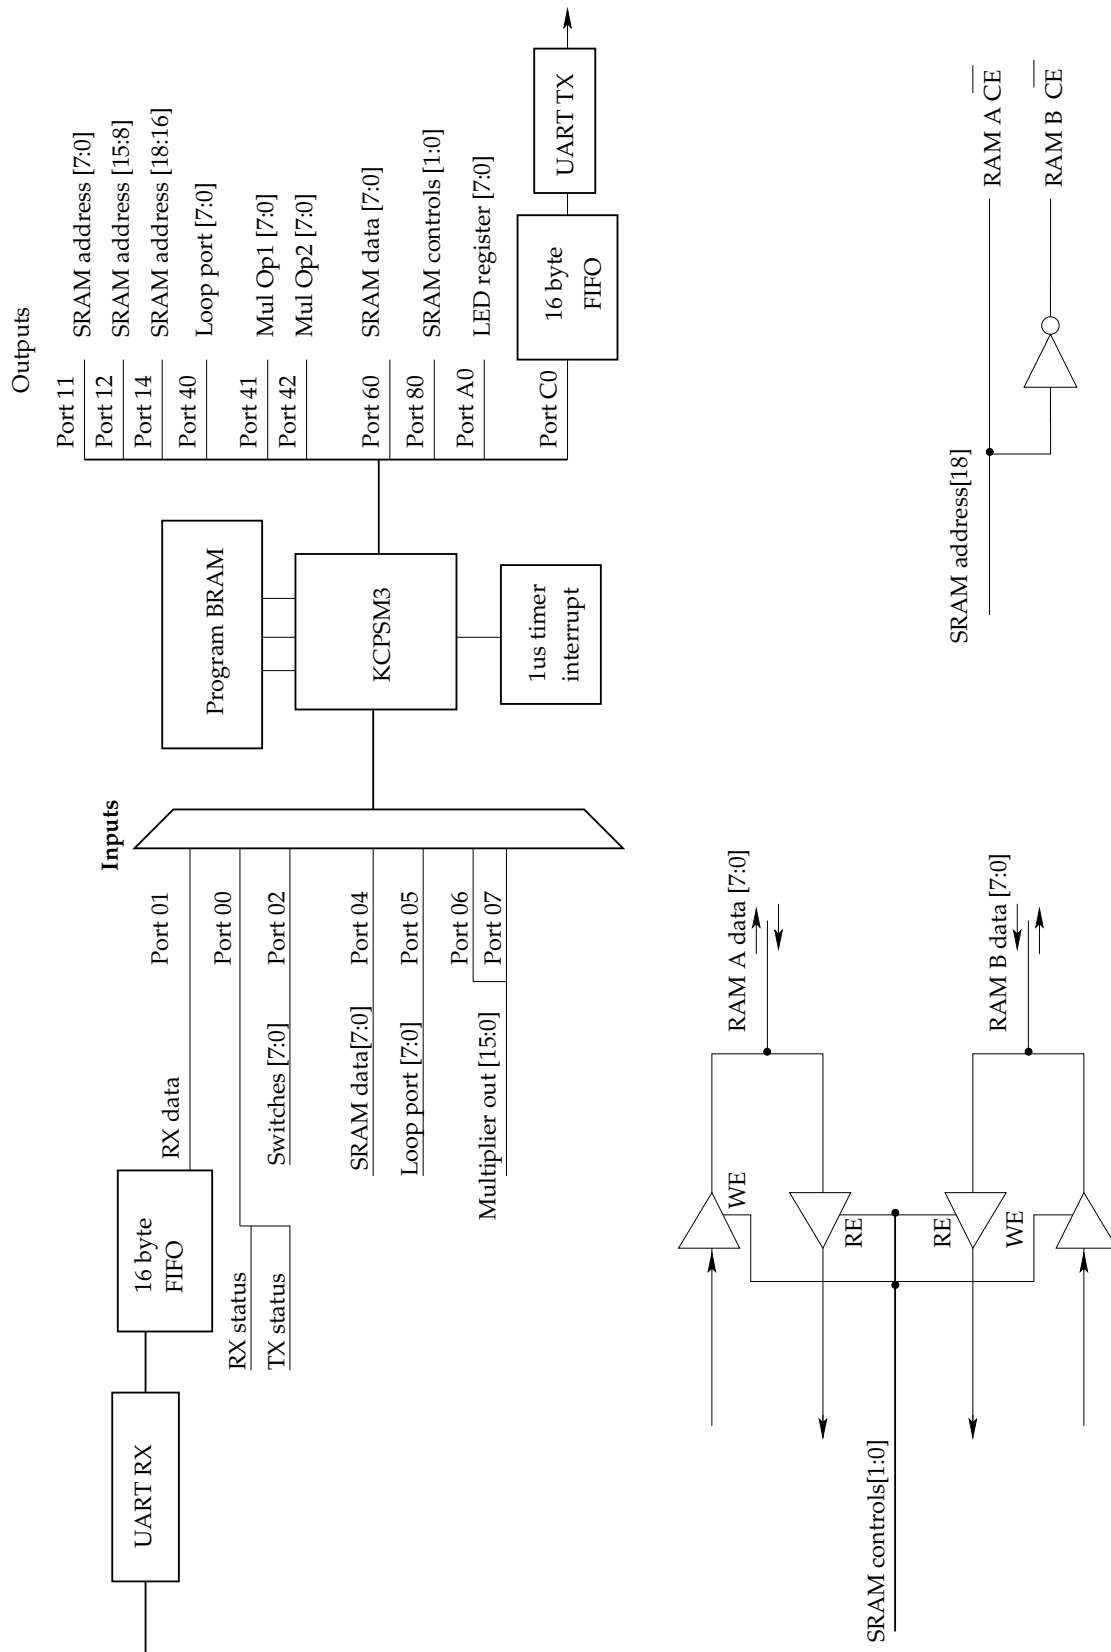 Outputs
Port 11
SRAM address [7:0]
Port 12
SRAM address [15:8]
Port 14
SRAM address [18:16]
Port 40
Loop port [7:0]
Port 41
Mul Op1 [7:0]
Port 42
Mul Op2 [7:0]
Port 60
SRAM data [7:0]
Port 80
SRAM controls [1:0]
Port A0
LED register [7:0]
Port C0
16 byte
FIFO
UART TX
Program BRAM
KCPSM3
1us timer
interrupt
Inputs
Port 01
RX data
Port 00
RX status
TX status
Port 02
Switches [7:0]
Port 04
SRAM data[7:0]
Port 05
Loop port [7:0]
Port 06
Port 07
Multiplier out [15:0]
16 byte
FIFO
UART RX
RAM A data [7:0]
WE
RE
RE
WE
RAM B data [7:0]
SRAM controls[1:0]
SRAM address[18]
RAM A CE
RAM B CE